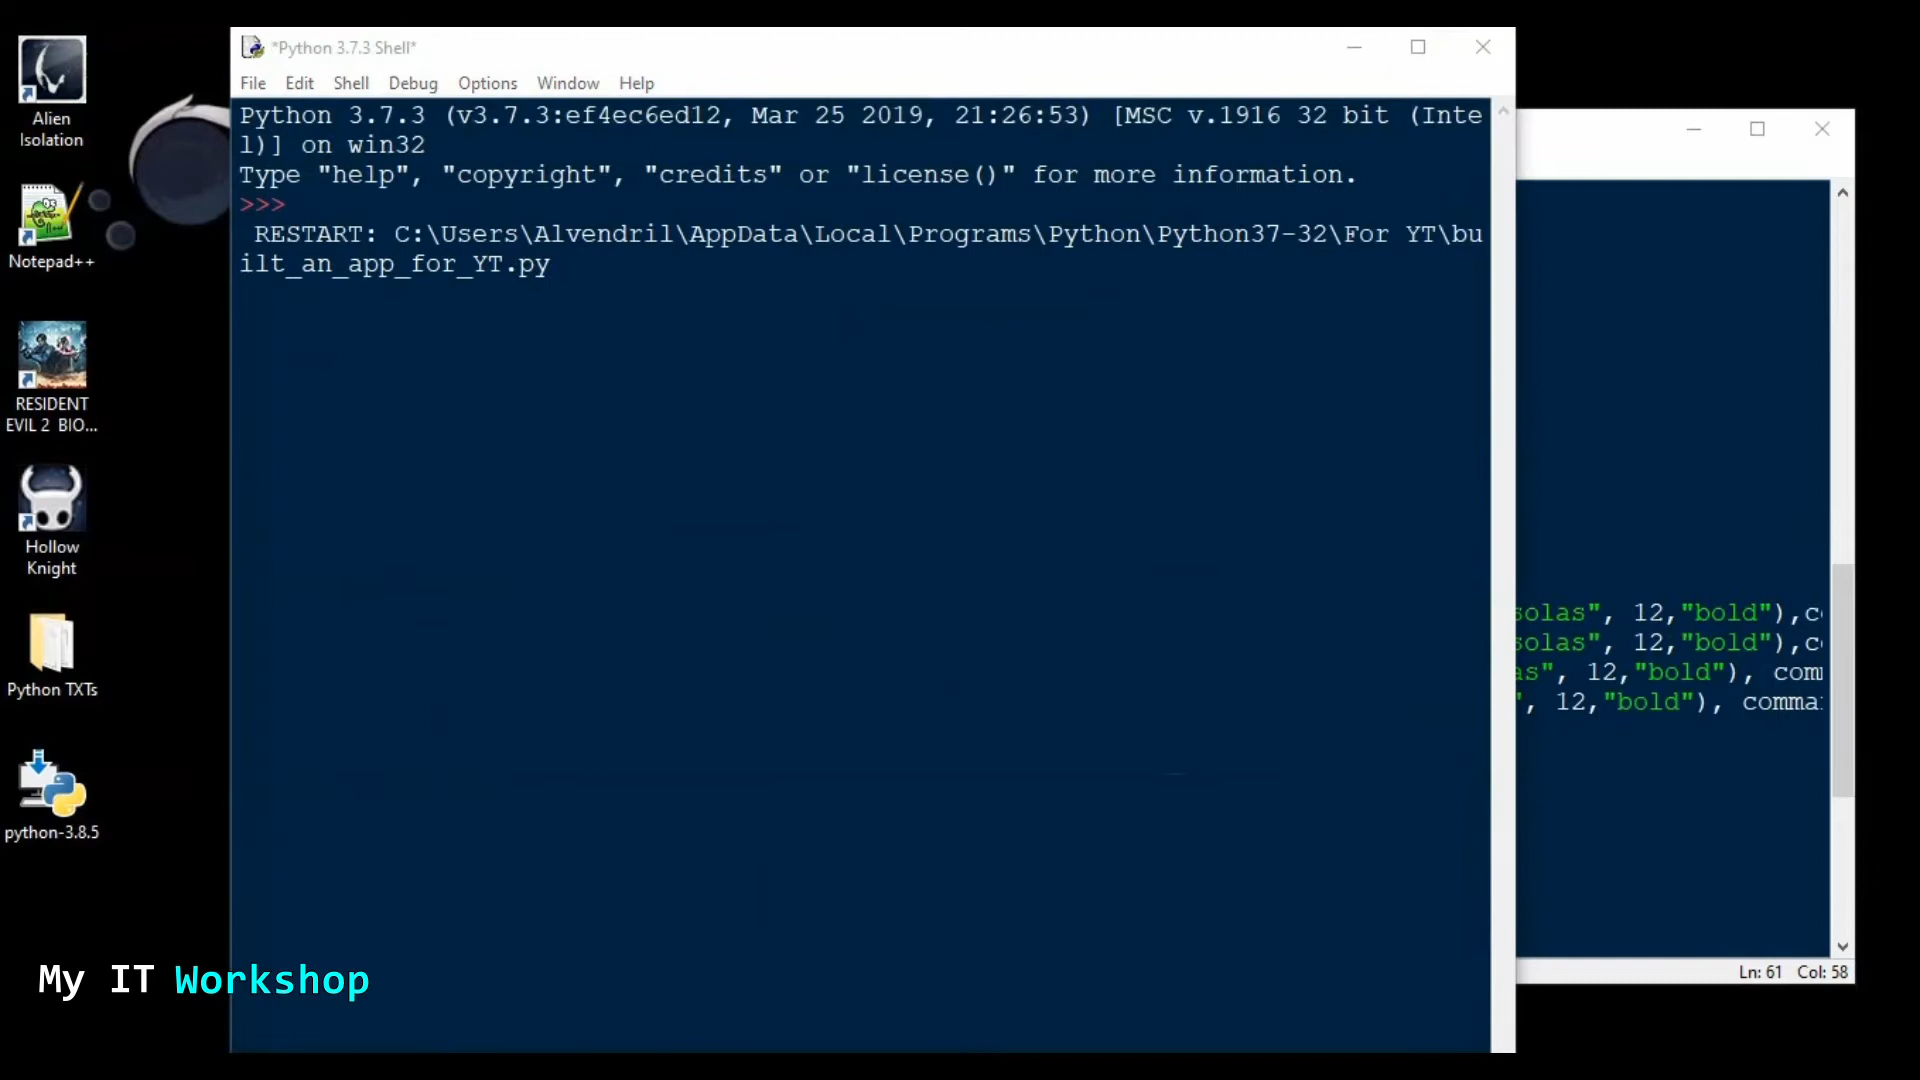 Alien
Isolation
Notepad++
RESIDENT
EVIL 2 BIO...
Hollow
Knight
Python TXTs
python-3.8.5
*Python 3.7.3 Shell*
File Edit Shell Debug Options Window Help
Python 3.7.3 (v3.7.3:ef4ec6ed12, Mar 25 2019, 21:26:53) [MSC v.1916 32 bit (Inte
l)] on win32
Type "help", "copyright", "credits" or "license()" for more information.
>>>
RESTART: C:\Users\Alvendril\AppData\Local\Programs\Python\Python37-32\For YT\bu
ilt_an_app_for_YT.py
solas", 12,"bold"),c
solas", 12,"bold"),c
as", 12,"bold"), com
", 12,"bold"), comma
Ln: 61 Col: 58
My IT Workshop